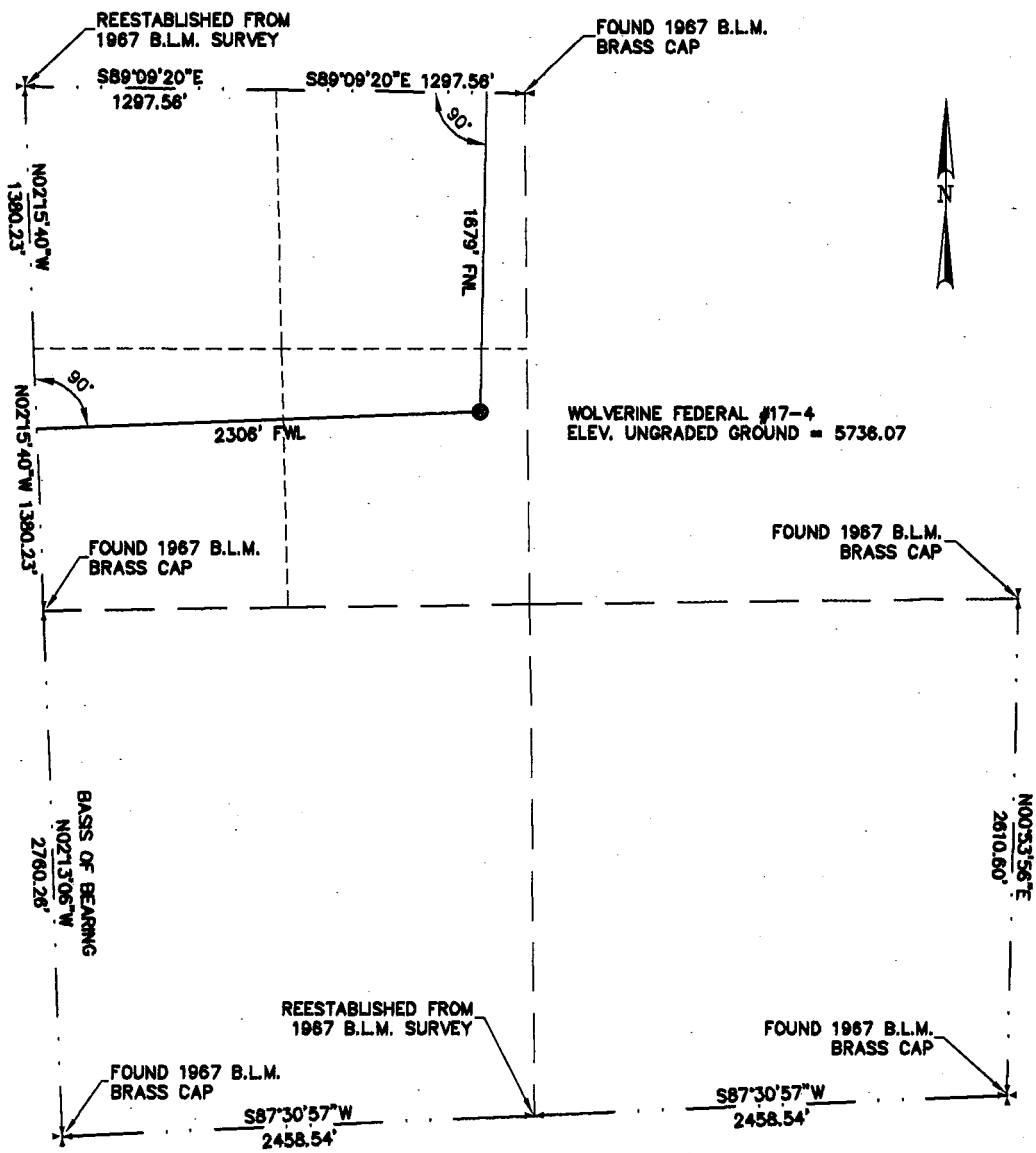 REESTABLISHED FROM
1967 B.L.M. SURVEY
FOUND 1967 B.L.M.
BRASS CAP
S89°09'20"E
1297.56'
S89°09'20"E 1297.56'
90°
N02°15'40"W
1380.23'
1679' FNL
N
90°
2306' FWL
WOLVERINE FEDERAL #17-4
ELEV. UNGRADED GROUND = 5736.07
N02°15'40"W 1380.23'
FOUND 1967 B.L.M.
BRASS CAP
FOUND 1967 B.L.M.
BRASS CAP
BASIS OF BEARING
N02°13'06"W
2760.26'
N00°53'56"E
2610.60'
REESTABLISHED FROM
1967 B.L.M. SURVEY
FOUND 1967 B.L.M.
BRASS CAP
FOUND 1967 B.L.M.
BRASS CAP
S87°30'57"W
2458.54'
S87°30'57"W
2458.54'